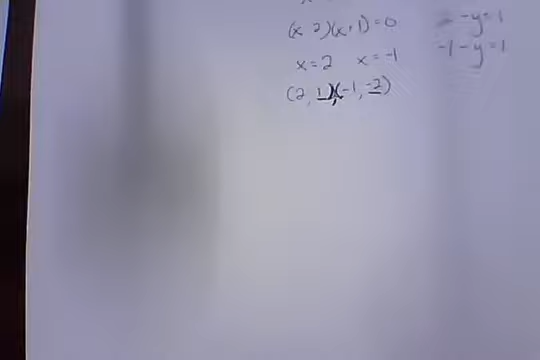 (x 2)(x+1)=0
x=2 x=-1
(2, 1),(-1, -2)
-y=1
-1-y=1